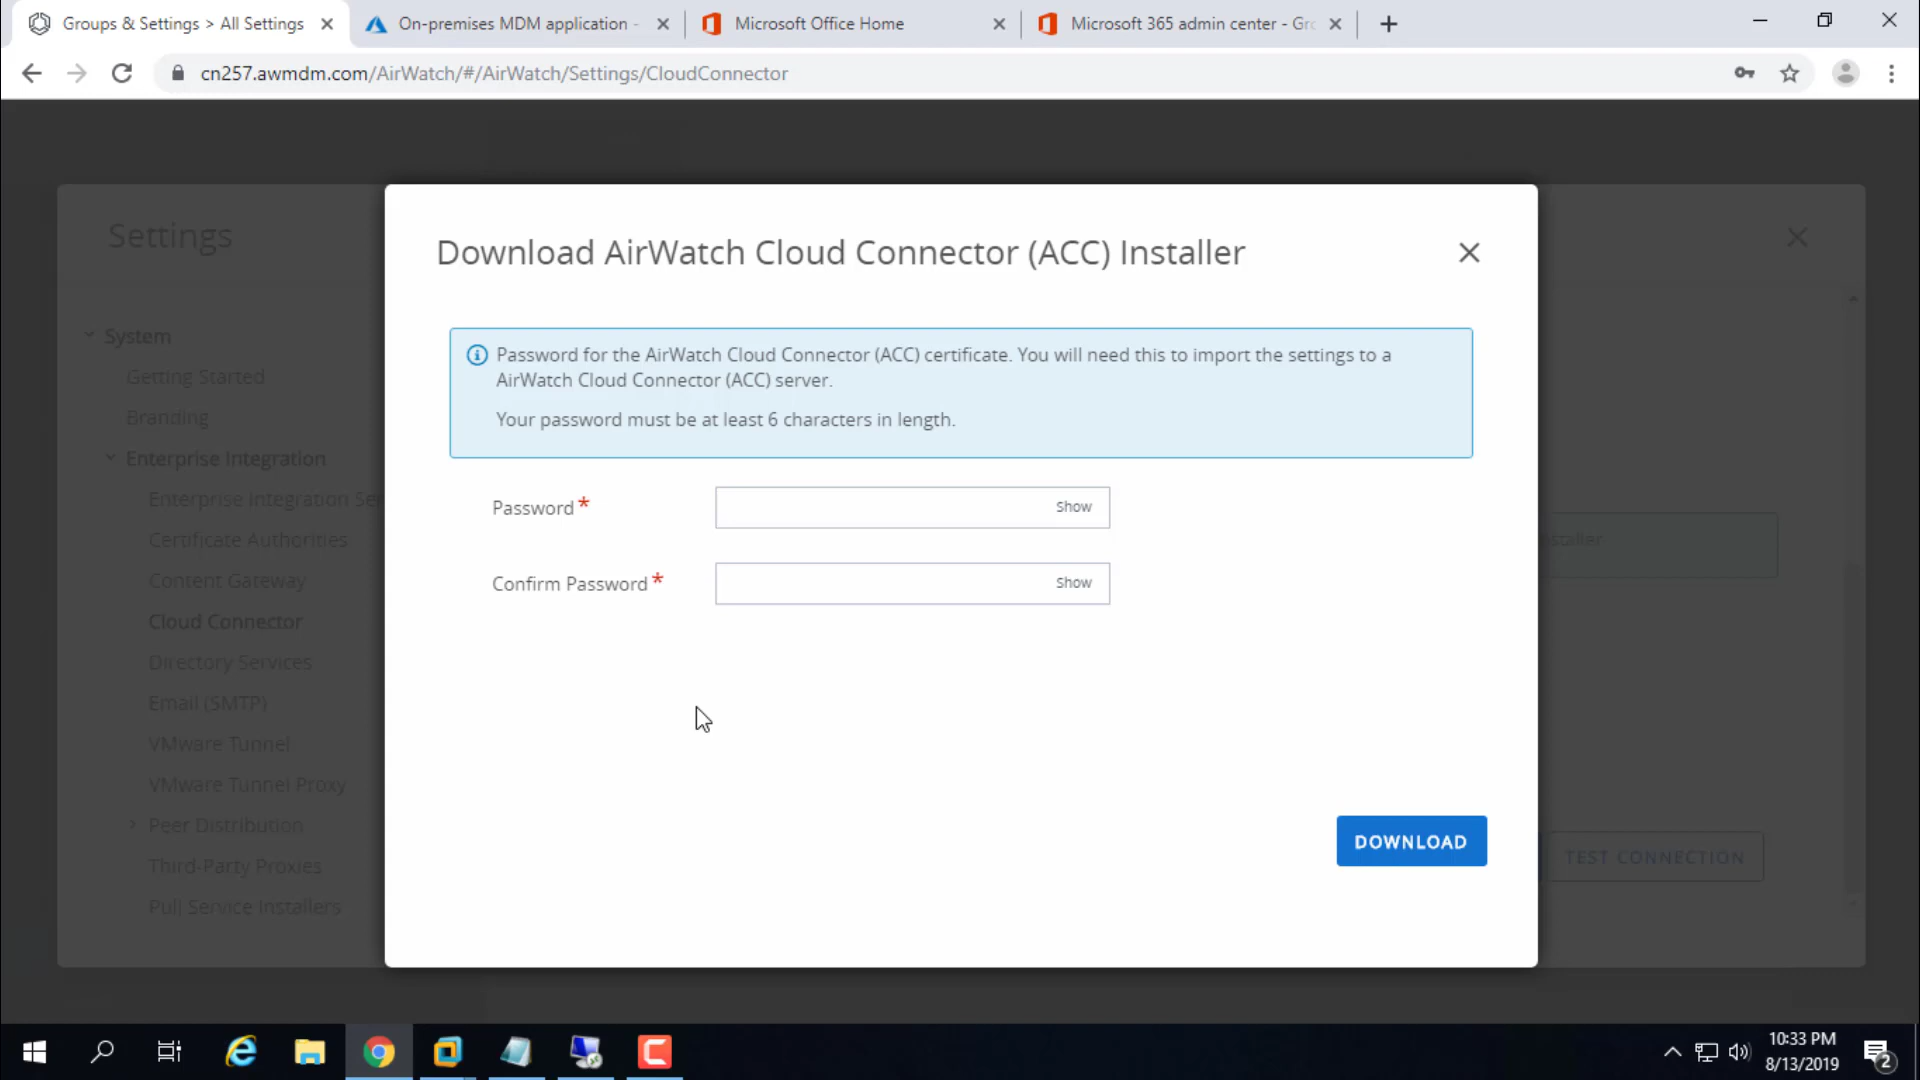 Groups & Settings > All Settings
On-premises MDM application -
Microsoft Office Home
Microsoft 365 admin center - Gro
cn257.awmdm.com/AirWatch/#/AirWatch/Settings/CloudConnector
Settings
Download AirWatch Cloud Connector (ACC) Installer
Password for the AirWatch Cloud Connector (ACC) certificate. You will need this to import the settings to a
AirWatch Cloud Connector (ACC) server.
Your password must be at least 6 characters in length.
Password *
Show
Confirm Password *
Show
DOWNLOAD
System
Getting Started
Branding
Enterprise Integration
Enterprise Integration Se
Certificate Authorities
Content Gateway
Cloud Connector
Directory Services
Email (SMTP)
VMware Tunnel
VMware Tunnel Proxy
Peer Distribution
Third-Party Proxies
Pull Service Installers
nstaller
TEST CONNECTION
10:33 PM
8/13/2019
2